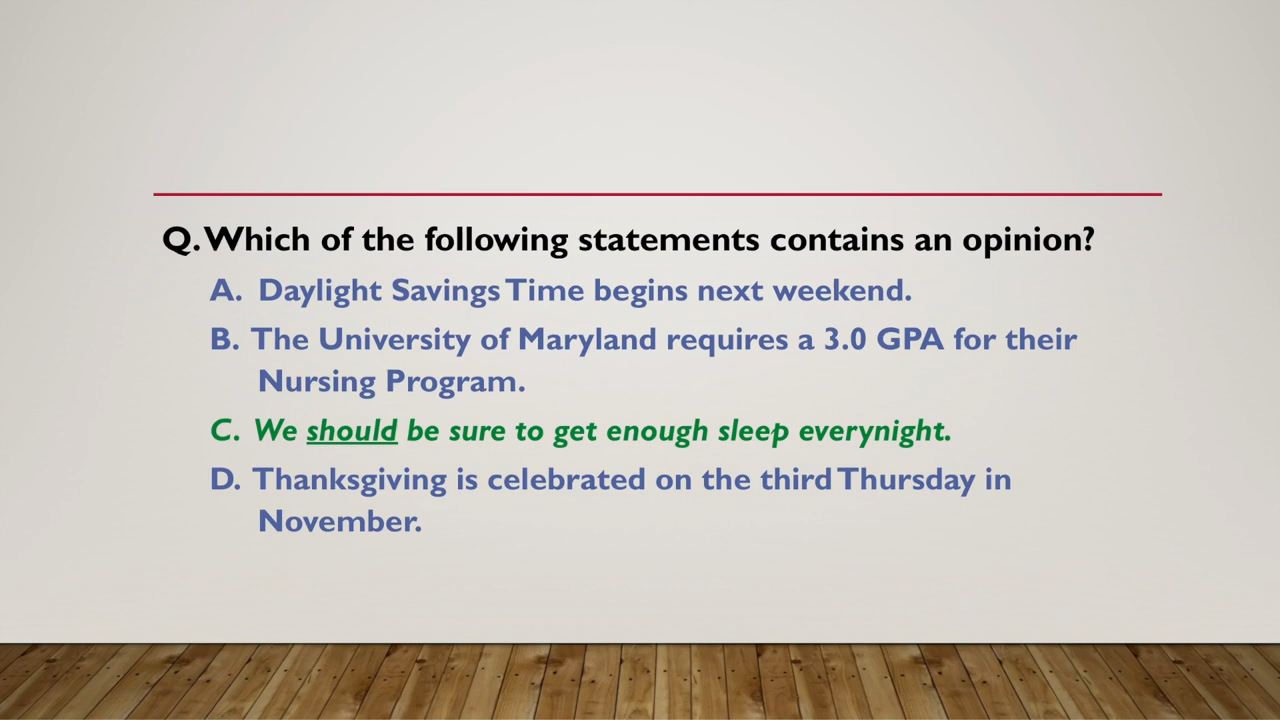 Q. Which of the following statements contains an opinion?
A. Daylight Savings Time begins next weekend.
B. The University of Maryland requires a 3.0 GPA for their
Nursing Program.
C. We should be sure to get enough sleep everynight.
D. Thanksgiving is celebrated on the third Thursday in
November.